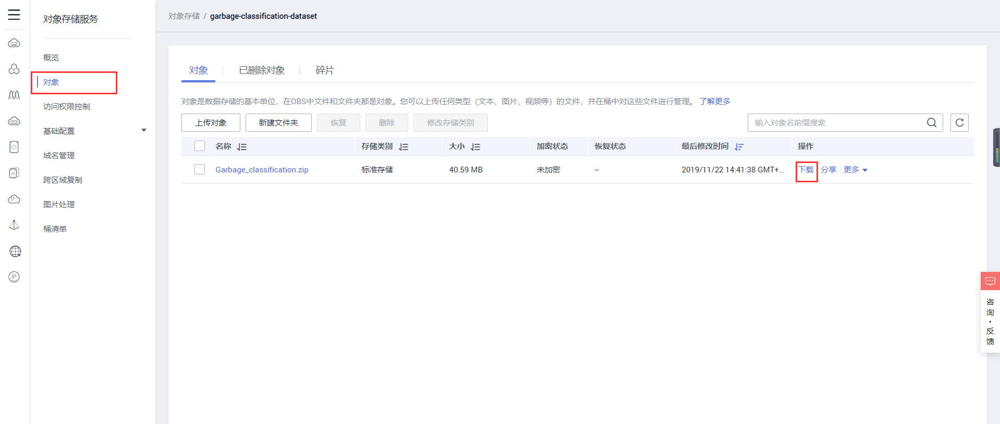 对象存储服务
概览
对象
访问权限控制
基础配置
域名管理
跨区域复制
图片处理
桶清单
W
IP
对象存储 / garbage-classification-dataset
对象 | 已删除对象 | 碎片
对象是数据存储的基本单位，在OBS中文件和文件夹都是对象。您可以上传任何类型（文本、图片、视频等）的文件，并在桶中对这些文件进行管理。 了解更多
上传对象 新建文件夹 恢复 删除 修改存储类别 输入对象名前缀搜索
名称 存储类别 大小 加密状态 恢复状态 最后修改时间 操作
Garbage_classification.zip 标准存储 40.59 MB 未加密 -- 2019/11/22 14:41:38 GMT+... 下载 分享 更多
咨询·反馈